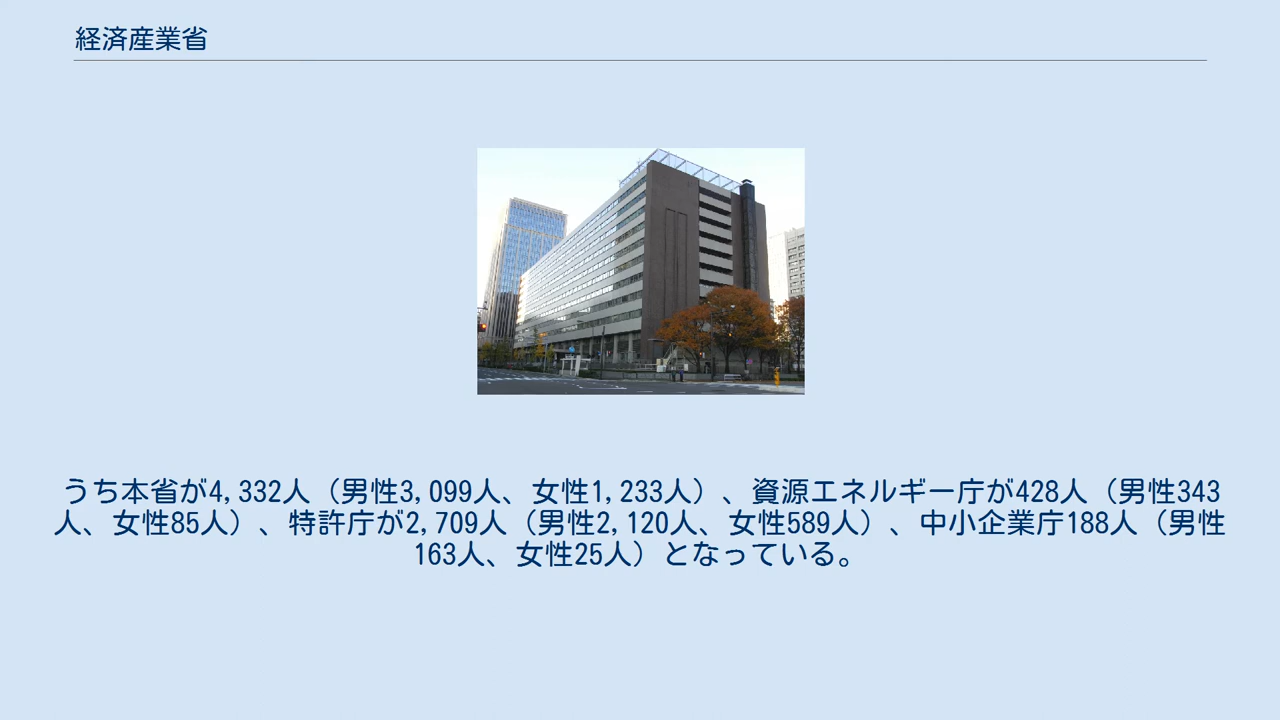 経済産業省
うち本省が4,332人（男性3,099人、女性1,233人）、資源エネルギー庁が428人（男性343
人、女性85人）、特許庁が2,709人（男性2,120人、女性589人）、中小企業庁188人（男性
163人、女性25人）となっている。